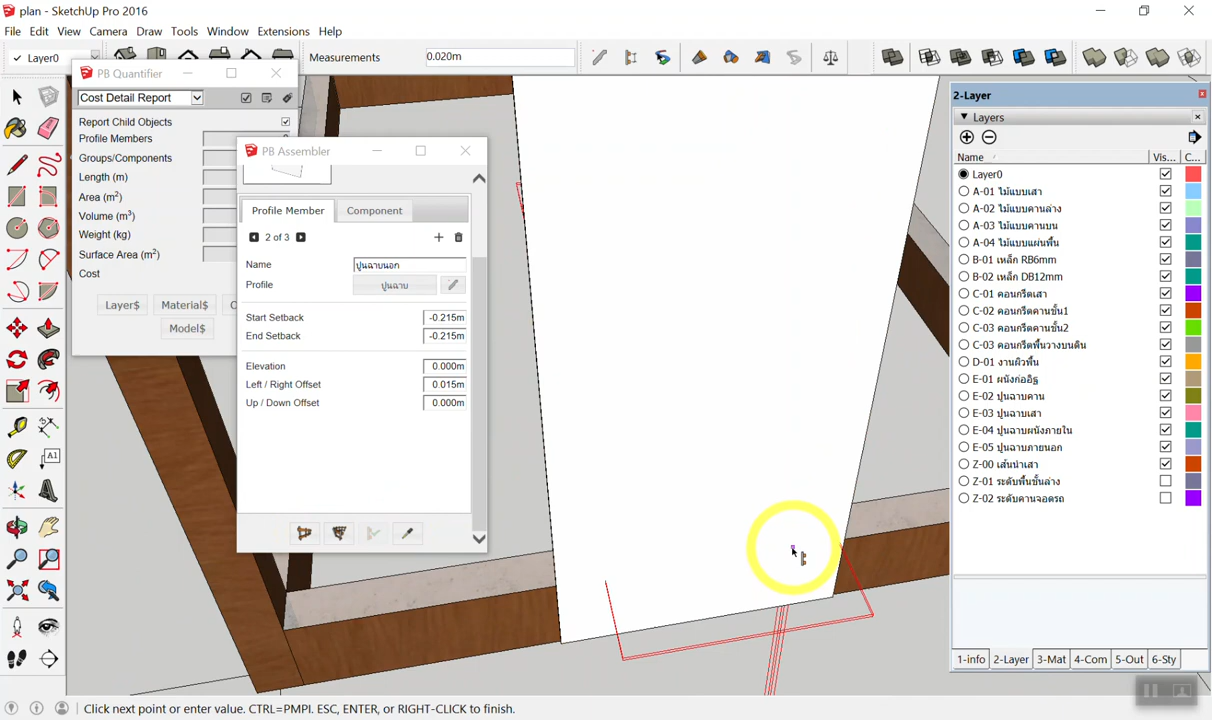 plan - SketchUp Pro 2016
File Edit View Camera Draw Tools Window Extensions Help
Layer0
Measurements 0.020m
PB Quantifier
Cost Detail Report
Report Child Objects
Profile Members
Groups/Components
Length (m)
Area (m²)
Volume (m³)
Weight (kg)
Surface Area (m²)
Cost
Layer$ Material$
Model$
PB Assembler
Profile Member Component
2 of 3
Name ปูนฉาบนอก
Profile ปูนฉาบ
Start Setback -0.215m
End Setback -0.215m
Elevation 0.000m
Left / Right Offset 0.015m
Up / Down Offset 0.000m
2-Layer
Layers
Name Vis... C...
Layer0
A-01 ไม้แบบเสา
A-02 ไม้แบบคานล่าง
A-03 ไม้แบบคานบน
A-04 ไม้แบบแผ่นพื้น
B-01 เหล็ก RB6mm
B-02 เหล็ก DB12mm
C-01 คอนกรีตเสา
C-02 คอนกรีตคานชั้น1
C-03 คอนกรีตคานชั้น2
C-03 คอนกรีตพื้นวางบนดิน
D-01 งานผิวพื้น
E-01 ผนังก่ออิฐ
E-02 ปูนฉาบคาน
E-03 ปูนฉาบเสา
E-04 ปูนฉาบผนังภายใน
E-05 ปูนฉาบภายนอก
Z-00 เส้นนำเสา
Z-01 ระดับพื้นชั้นล่าง
Z-02 ระดับคานจอดรถ
1-info 2-Layer 3-Mat 4-Com 5-Out 6-Sty
Click next point or enter value. CTRL=PMPI. ESC, ENTER, or RIGHT-CLICK to finish.